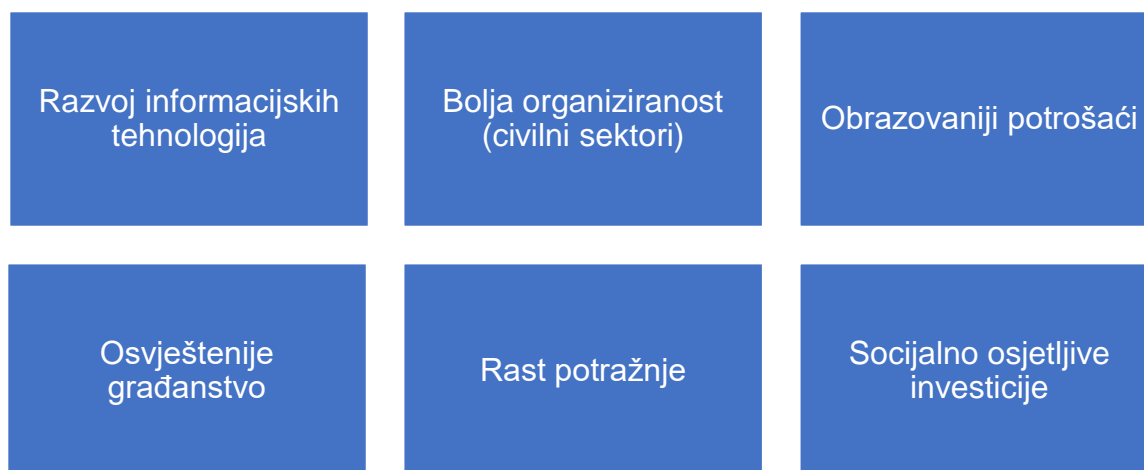 Razvoj informacijskih
tehnologija
Bolja organiziranost
(civilni sektori)
Obrazovaniji potrošaći
Osvještenije
građanstvo
Rast potražnje
Socijalno osjetljive
investicije